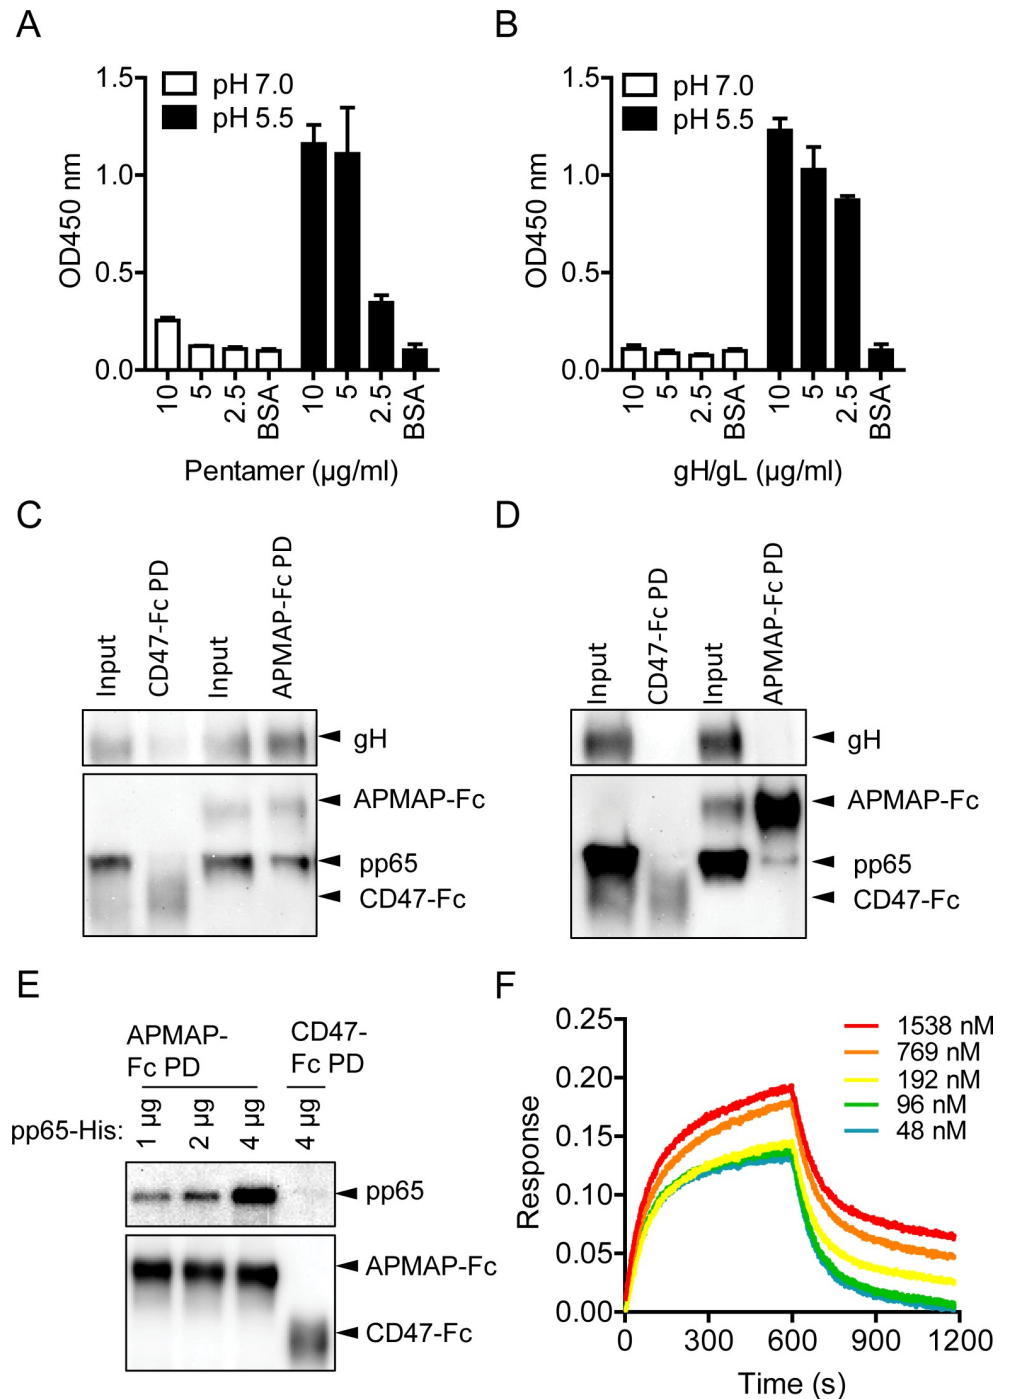 A
1.5
1.0
0.5
0.0
OD450 nm
pH 7.0
pH 5.5
10
5
2.5
BSA
10
5
2.5
BSA
Pentamer (µg/ml)
B
1.5
1.0
0.5
0.0
OD450 nm
pH 7.0
pH 5.5
10
5
2.5
BSA
10
5
2.5
BSA
gH/gL (µg/ml)
C
Input
CD47-Fc PD
Input
APMAP-Fc PD
gH
APMAP-Fc
pp65
CD47-Fc
D
Input
CD47-Fc PD
Input
APMAP-Fc PD
gH
APMAP-Fc
pp65
CD47-Fc
E
APMAP-
Fc PD
CD47-
Fc PD
pp65-His:
1 µg
2 µg
4 µg
4 µg
pp65
APMAP-Fc
CD47-Fc
F
0.25
0.20
0.15
0.10
0.05
0.00
Response
1538 nM
769 nM
192 nM
96 nM
48 nM
0
300
600
900
1200
Time (s)